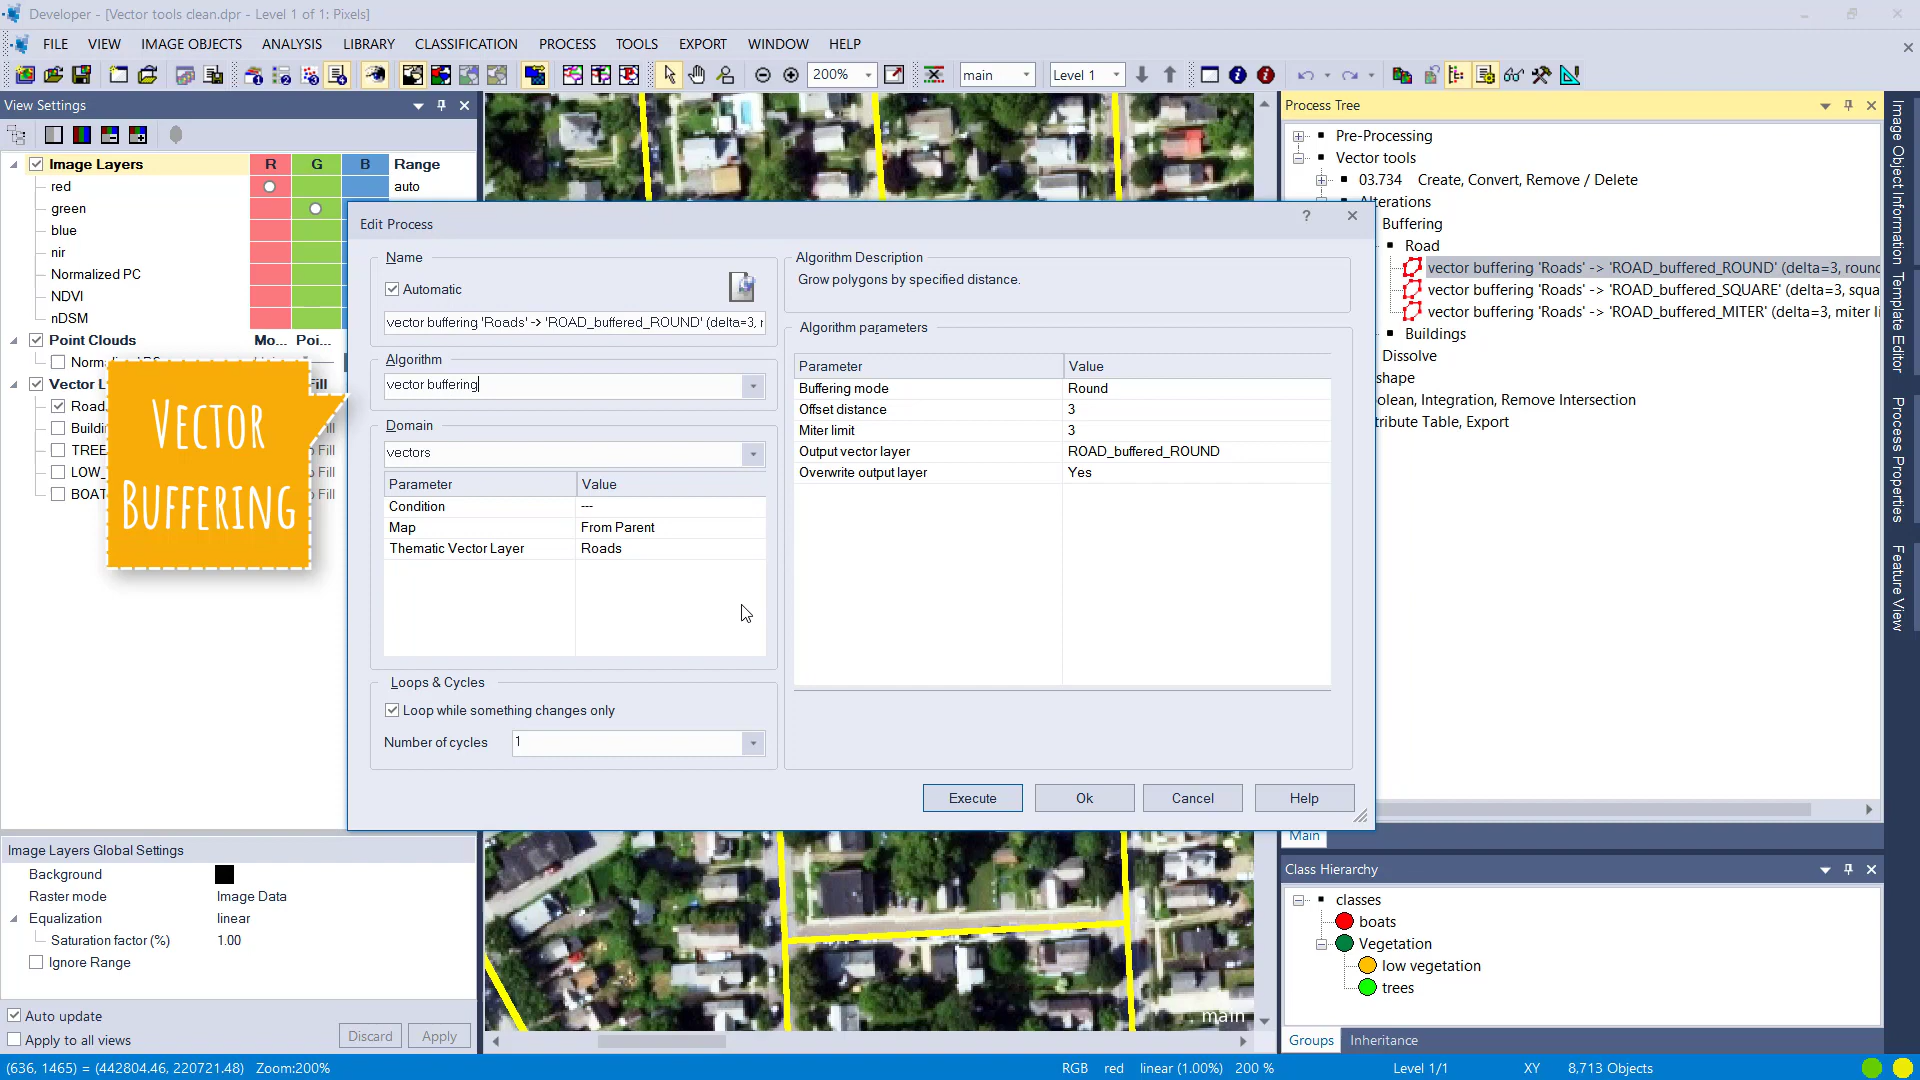 Developer - [Vector tools clean.dpr - Level 1 of 1: Pixels]
FILE VIEW IMAGE OBJECTS ANALYSIS LIBRARY CLASSIFICATION PROCESS TOOLS EXPORT WINDOW HELP
200% main Level 1
View Settings
Image Layers R G B Range
red auto
green
blue
nir
Normalized PC
NDVI
nDSM
Point Clouds Mo... Poi...
Vector
Road
TREE
LOW_
BOAT
Fill
Vector
Buffering
Image Layers Global Settings
Background
Raster mode Image Data
Equalization linear
Saturation factor (%) 1.00
Ignore Range
Auto update
Apply to all views
Discard Apply
Edit Process
Name
Automatic
vector buffering 'Roads' -> 'ROAD_buffered_ROUND' (delta=3, r
Algorithm
vector buffering
Domain
vectors
Parameter Value
Condition ---
Map From Parent
Thematic Vector Layer Roads
Loops & Cycles
Loop while something changes only
Number of cycles 1
Algorithm Description
Grow polygons by specified distance.
Algorithm parameters
Parameter Value
Buffering mode Round
Offset distance 3
Miter limit 3
Output vector layer ROAD_buffered_ROUND
Overwrite output layer Yes
Execute Ok Cancel Help
main
Process Tree
Pre-Processing
Vector tools
03.734 Create, Convert, Remove / Delete
Alterations
Buffering
Road
vector buffering 'Roads' -> 'ROAD_buffered_ROUND' (delta=3, round
vector buffering 'Roads' -> 'ROAD_buffered_SQUARE' (delta=3, squa
vector buffering 'Roads' -> 'ROAD_buffered_MITER' (delta=3, miter li
Buildings
Dissolve
shape
olean, Integration, Remove Intersection
tribute Table, Export
Main
Class Hierarchy
classes
boats
Vegetation
low vegetation
trees
Groups Inheritance
Image Object Information
Template Editor
Process Properties
Feature View
(636, 1465) = (442804.46, 220721.48) Zoom:200% RGB red linear (1.00%) 200 % Level 1/1 XY 8,713 Objects